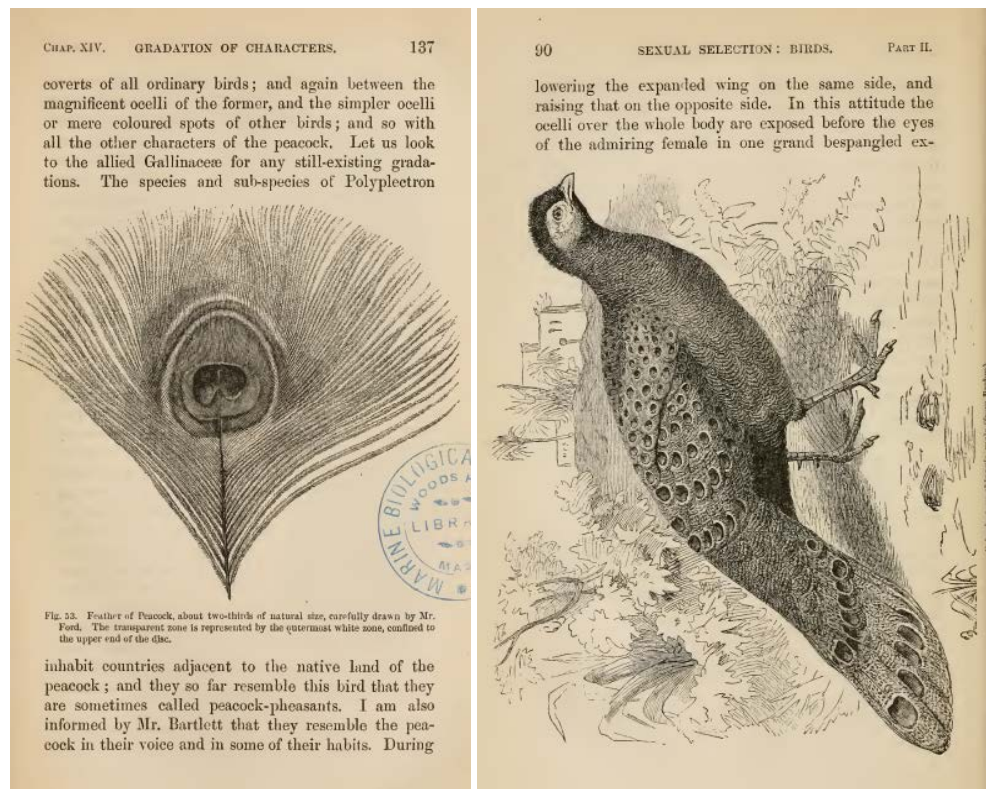 CHAP. XIV. GRADATION OF CHARACTERS. 137
coverts of all ordinary birds; and again between the
magnificent ocelli of the former, and the simpler ocelli
or mere coloured spots of other birds; and so with
all the other characters of the peacock. Let us look
to the allied Gallinaceæ for any still-existing grada-
tions. The species and sub-species of Polyplectron
MARINE BIOLOGICA
WOODS
LIBR
MA
Fig. 53. Feather of Peacock, about two-thirds of natural size, carefully drawn by Mr.
Ford. The transparent zone is represented by the outermost white zone, confined to
the upper end of the disc.
inhabit countries adjacent to the native land of the
peacock; and they so far resemble this bird that they
are sometimes called peacock-pheasants. I am also
informed by Mr. Bartlett that they resemble the pea-
cock in their voice and in some of their habits. During
90 SEXUAL SELECTION: BIRDS. PART II.
lowering the expanded wing on the same side, and
raising that on the opposite side. In this attitude the
ocelli over the whole body are exposed before the eyes
of the admiring female in one grand bespangled ex-